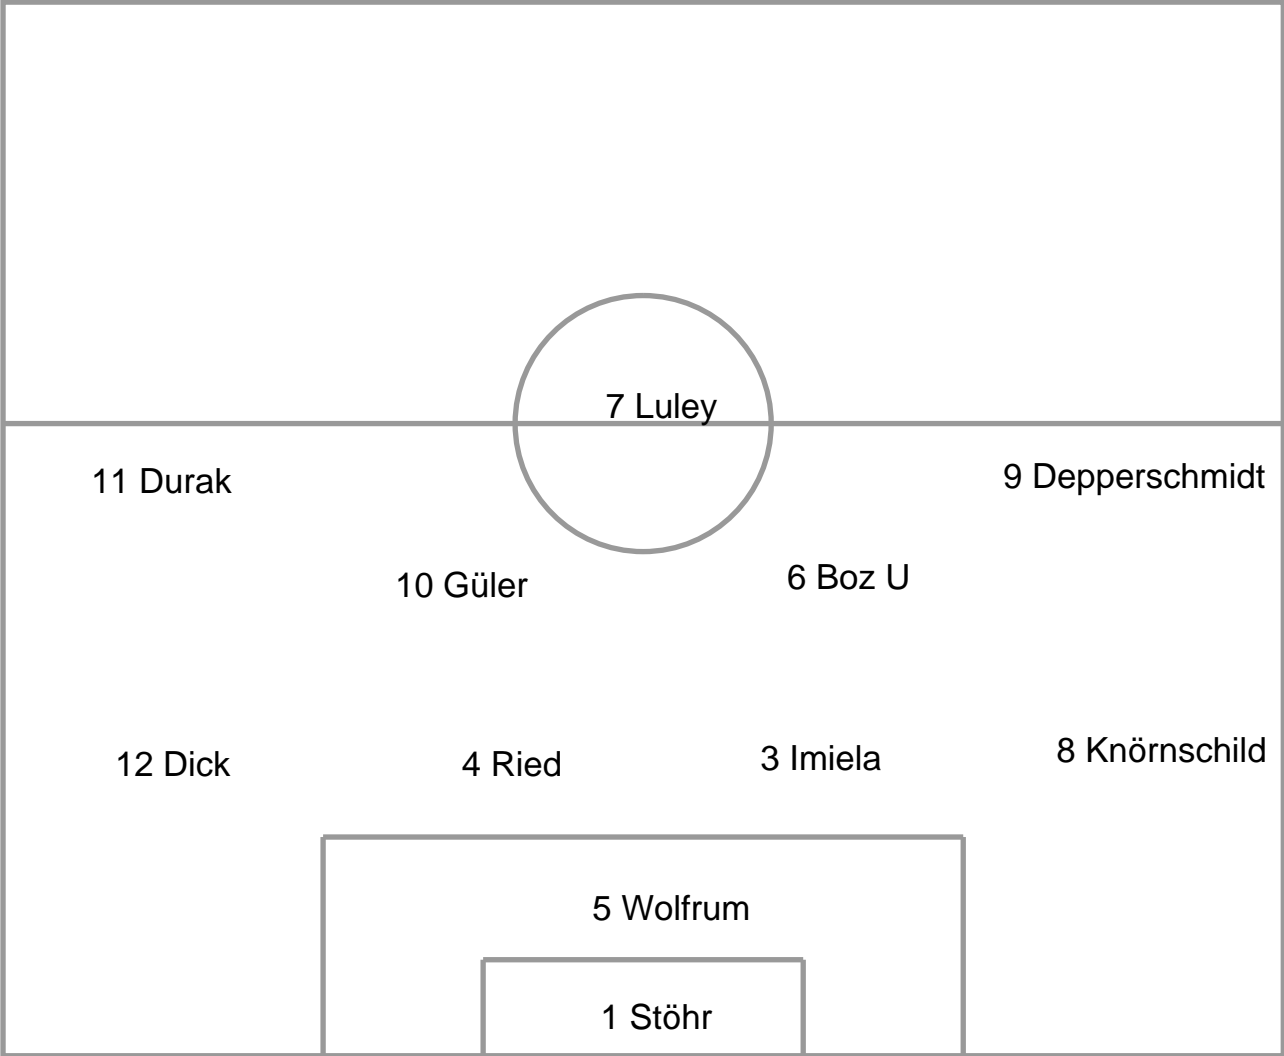 7 Luley
11 Durak
9 Depperschmidt
10 Güler
6 Boz U
12 Dick
4 Ried
3 Imiela
8 Knörnschild
5 Wolfrum
1 Stöhr